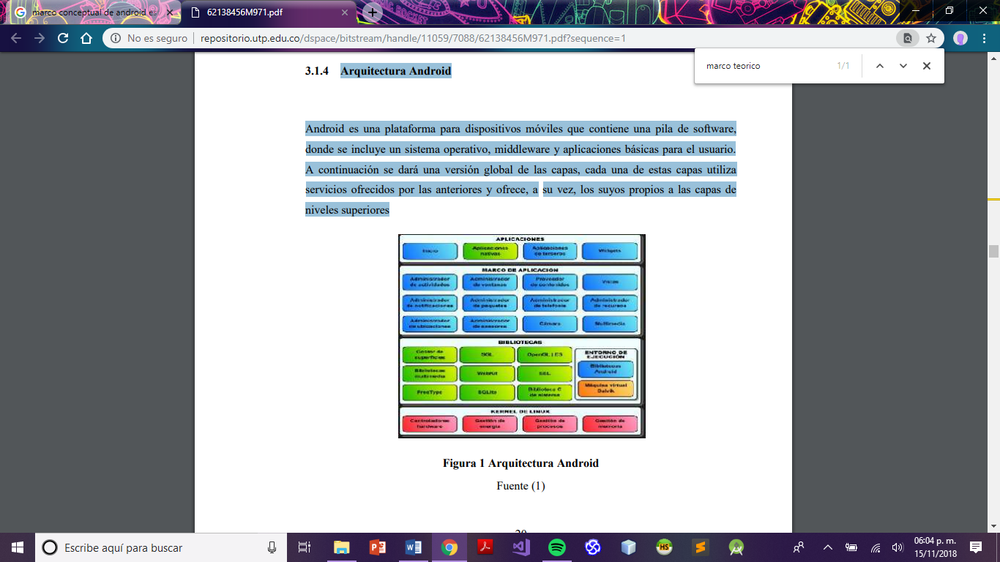 marco conceptual de android es
62138456M971.pdf
No es seguro
repositorio.utp.edu.co/dspace/bitstream/handle/11059/7088/62138456M971.pdf?sequence=1
marco teorico
1/1
3.1.4 Arquitectura Android
Android es una plataforma para dispositivos móviles que contiene una pila de software,
donde se incluye un sistema operativo, middleware y aplicaciones básicas para el usuario.
A continuación se dará una versión global de las capas, cada una de estas capas utiliza
servicios ofrecidos por las anteriores y ofrece, a su vez, los suyos propios a las capas de
niveles superiores
APLICACIONES
Inicio
Aplicaciones nativas
Aplicaciones de terceros
Widgets
MARCO DE APLICACIÓN
Administrador de actividades
Administrador de ventanas
Proveedor de contenidos
Vistas
Administrador de notificaciones
Administrador de paquetes
Administrador de telefonía
Administrador de recursos
Administrador de ubicaciones
Administrador de sensores
Cámara
Multimedia
BIBLIOTECAS
Gestor de superficies
SGL
OpenGL | ES
Bibliotecas multimedia
WebKit
SSL
FreeType
SQLite
Biblioteca C de sistema
ENTORNO DE EJECUCIÓN
Bibliotecas Android
Máquina virtual Dalvik
KERNEL DE LINUX
Controladores hardware
Gestión de energía
Gestión de procesos
Gestión de memoria
Figura 1 Arquitectura Android
Fuente (1)
Escribe aquí para buscar
HS
06:04 p. m.
15/11/2018